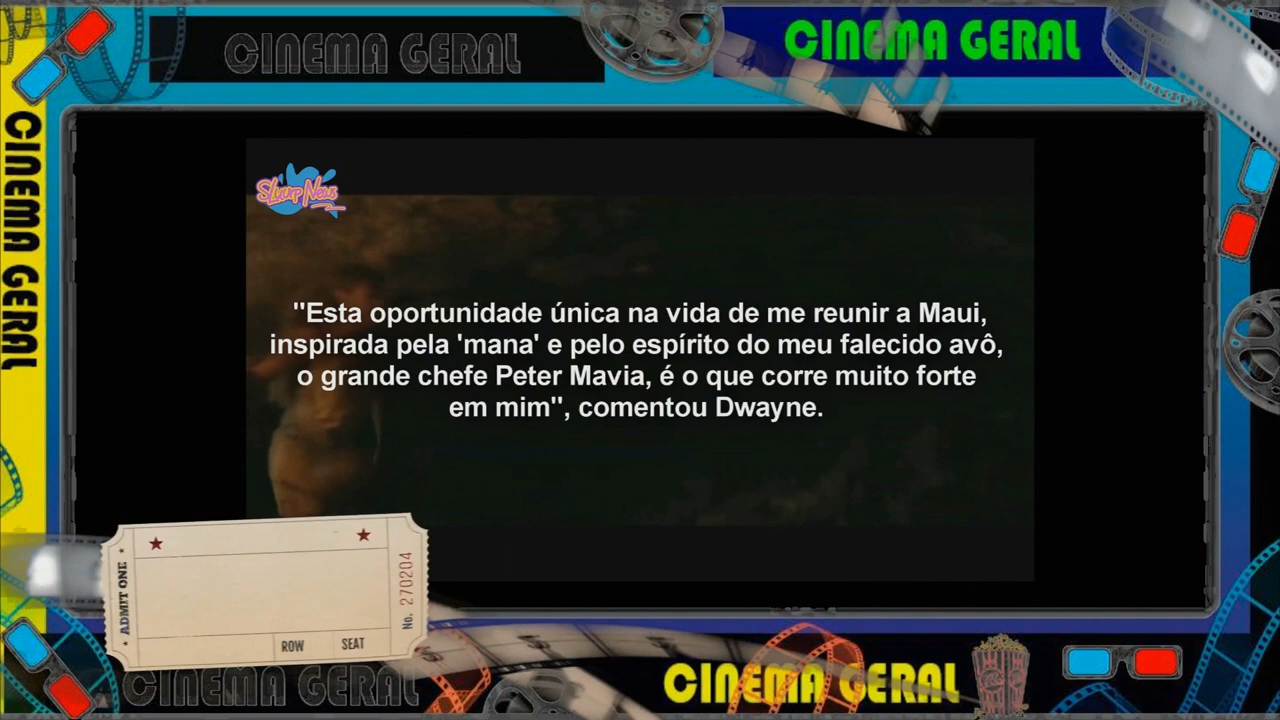 CINEMA GERAL
CINEMA GERAL
CINEMA GERAL
Slurp News
"Esta oportunidade única na vida de me reunir a Maui,
inspirada pela 'mana' e pelo espírito do meu falecido avô,
o grande chefe Peter Mavia, é o que corre muito forte
em mim", comentou Dwayne.
ADMIT ONE
No. 270204
ROW
SEAT
CINEMA GERAL
CINEMA GERAL